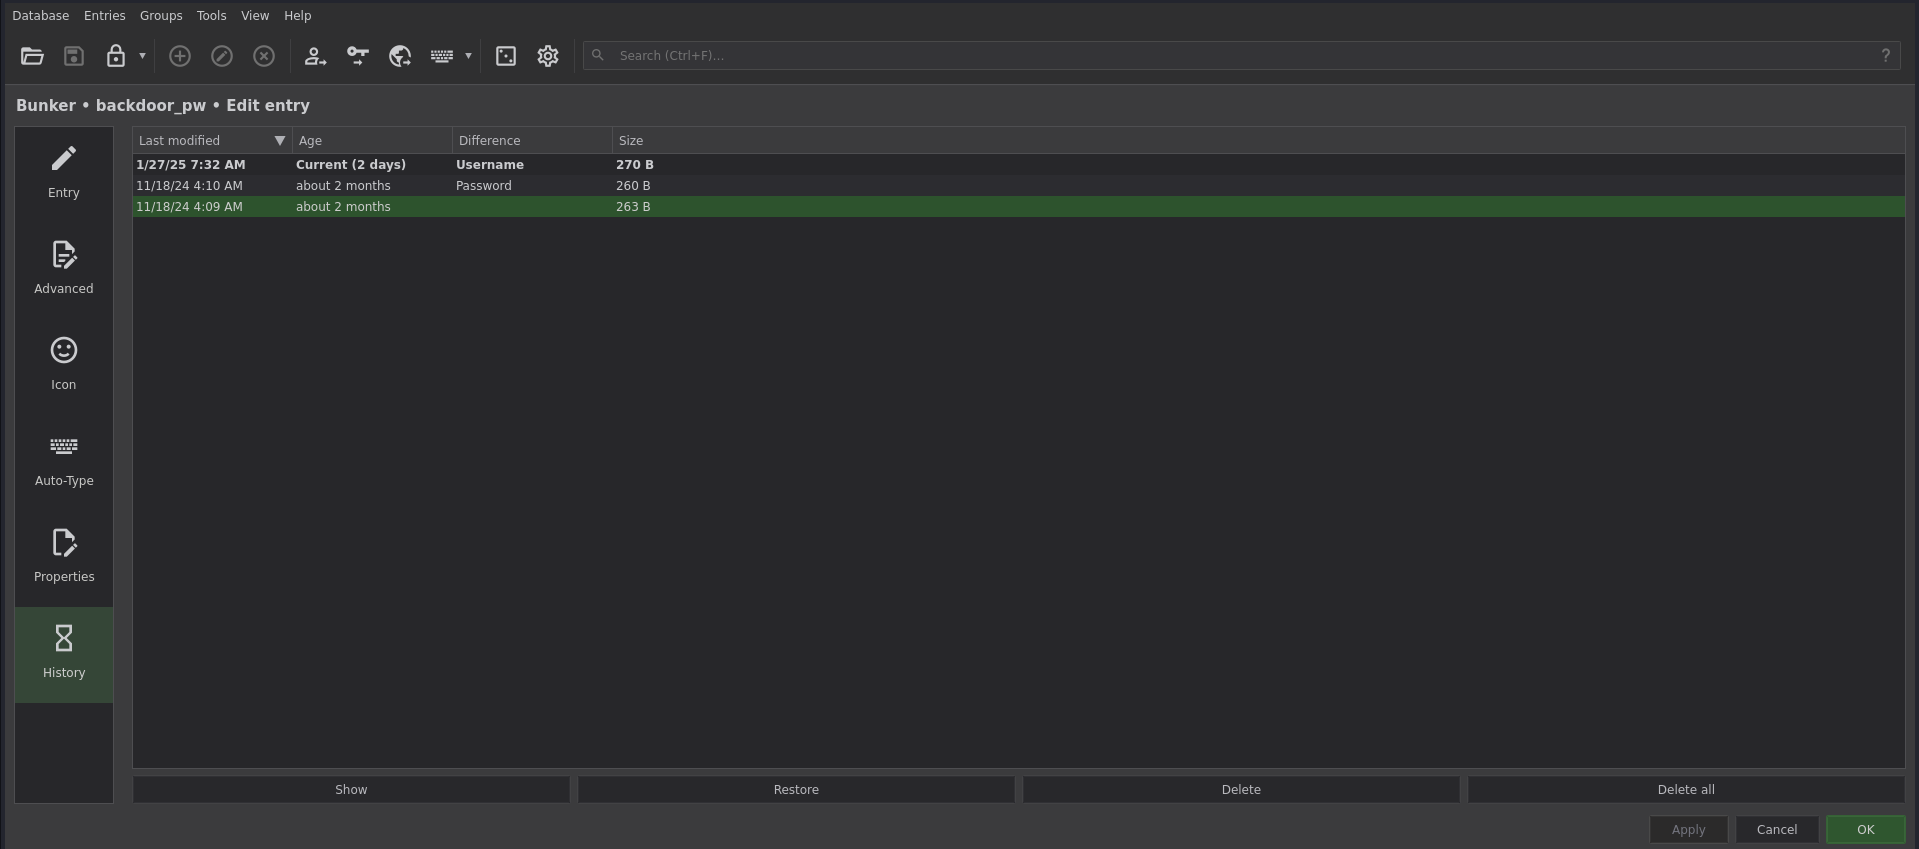 Database Entries Groups Tools View Help
Search (Ctrl+F)... ?
Bunker • backdoor_pw • Edit entry
Entry
Advanced
Icon
Auto-Type
Properties
History
Last modified Age Difference Size
1/27/25 7:32 AM Current (2 days) Username 270 B
11/18/24 4:10 AM about 2 months Password 260 B
11/18/24 4:09 AM about 2 months 263 B
Show Restore Delete Delete all
Apply Cancel OK